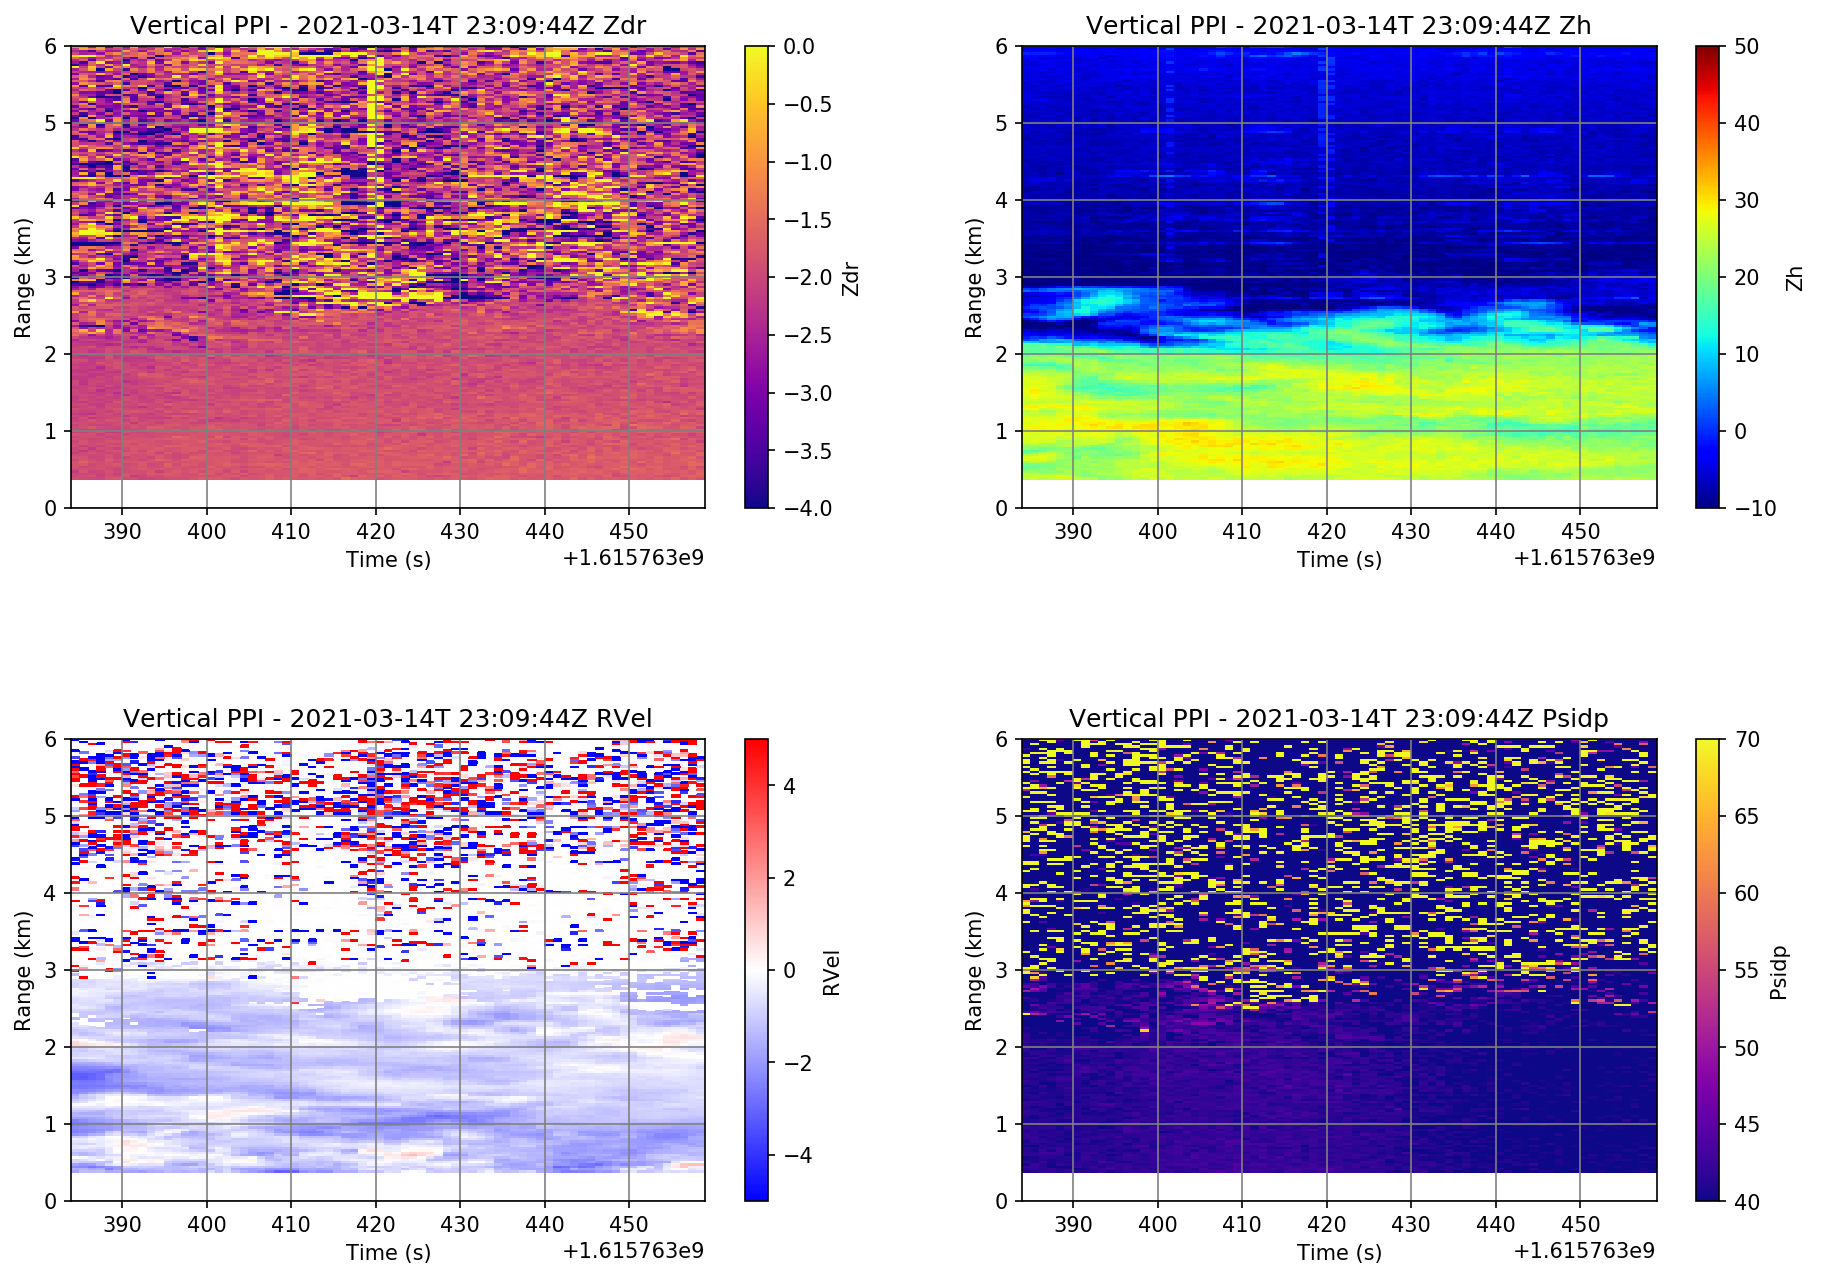 Vertical PPI - 2021-03-14T 23:09:44Z Zdr
6
5
4
3
2
1
0
Range (km)
390 400 410 420 430 440 450
Time (s)
+1.615763e9
0.0
−0.5
−1.0
−1.5
−2.0
−2.5
−3.0
−3.5
−4.0
Zdr
Vertical PPI - 2021-03-14T 23:09:44Z Zh
6
5
4
3
2
1
0
Range (km)
390 400 410 420 430 440 450
Time (s)
+1.615763e9
50
40
30
20
10
0
−10
Zh
Vertical PPI - 2021-03-14T 23:09:44Z RVel
6
5
4
3
2
1
0
Range (km)
390 400 410 420 430 440 450
Time (s)
+1.615763e9
4
2
0
−2
−4
RVel
Vertical PPI - 2021-03-14T 23:09:44Z Psidp
6
5
4
3
2
1
0
Range (km)
390 400 410 420 430 440 450
Time (s)
+1.615763e9
70
65
60
55
50
45
40
Psidp